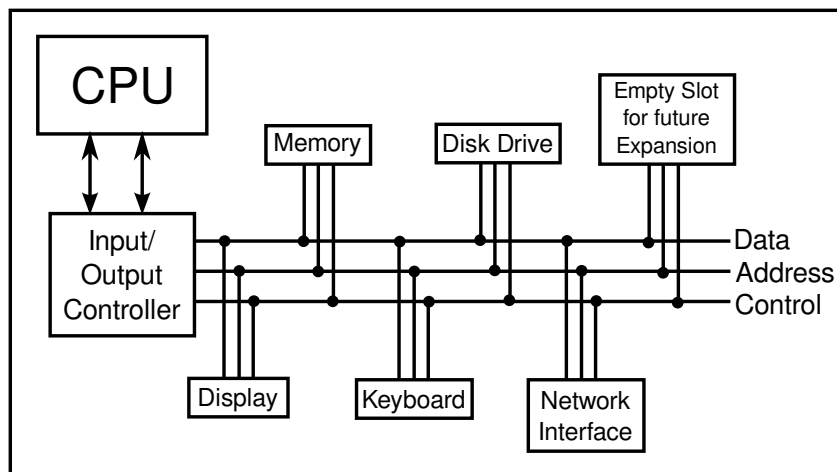 CPU
Memory
Disk Drive
Empty Slot
for future
Expansion
Input/
Output
Controller
Data
Address
Control
Display
Keyboard
Network
Interface